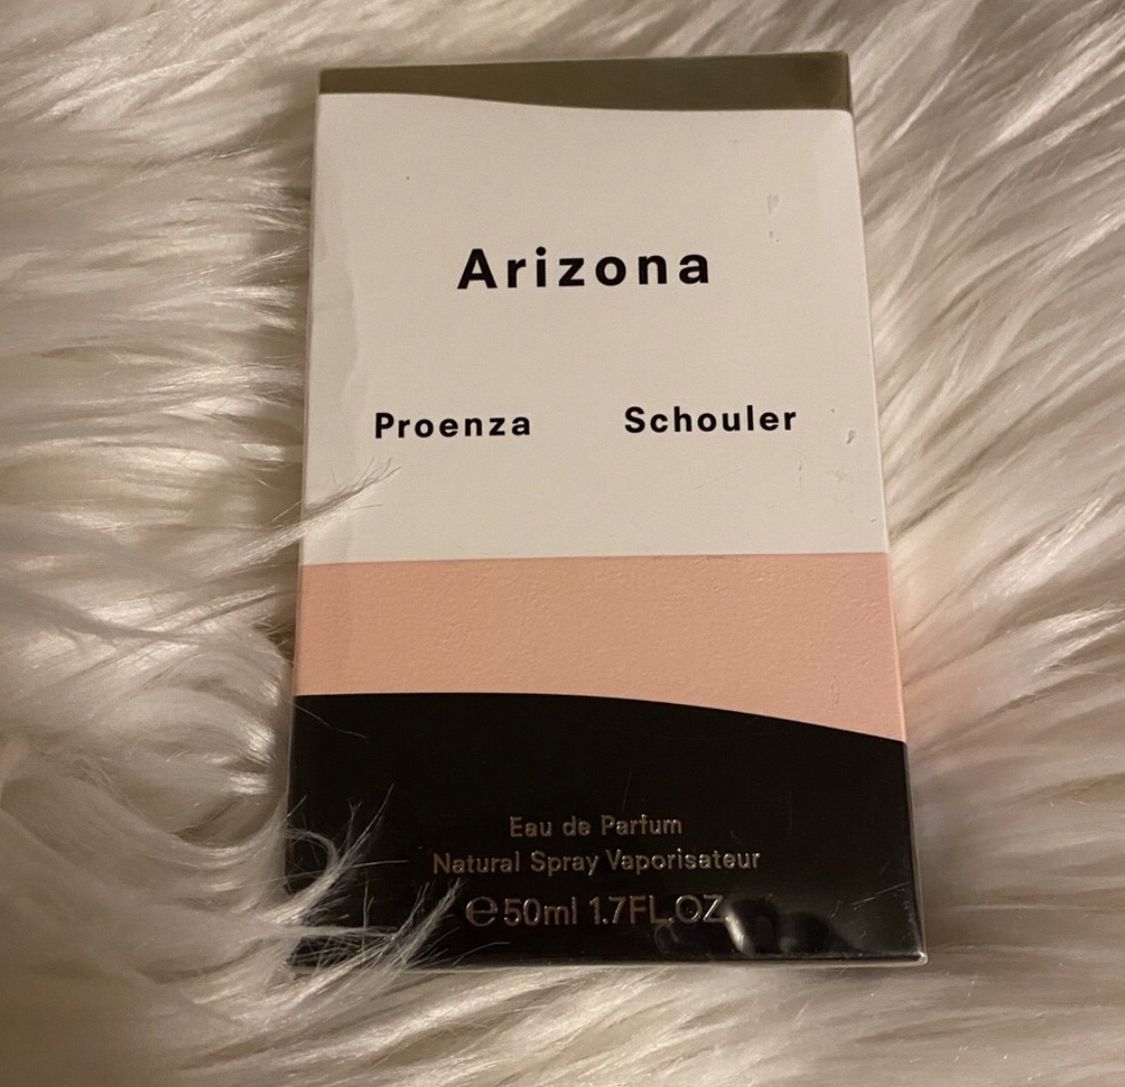 Arizona
Proenza Schouler
Eau de Parfum
Natural Spray Vaporisateur
℮50ml 1.7FL.OZ.